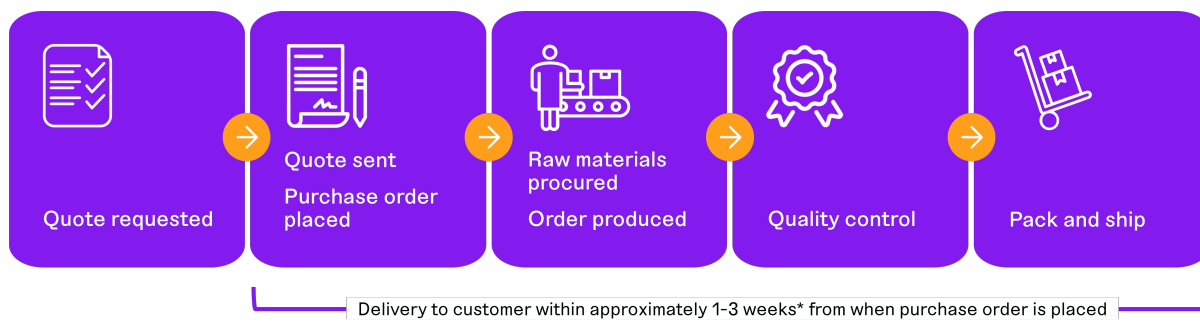 Quote requested
Quote sent
Purchase order
placed
Raw materials
procured
Order produced
Quality control
Pack and ship
Delivery to customer within approximately 1-3 weeks* from when purchase order is placed